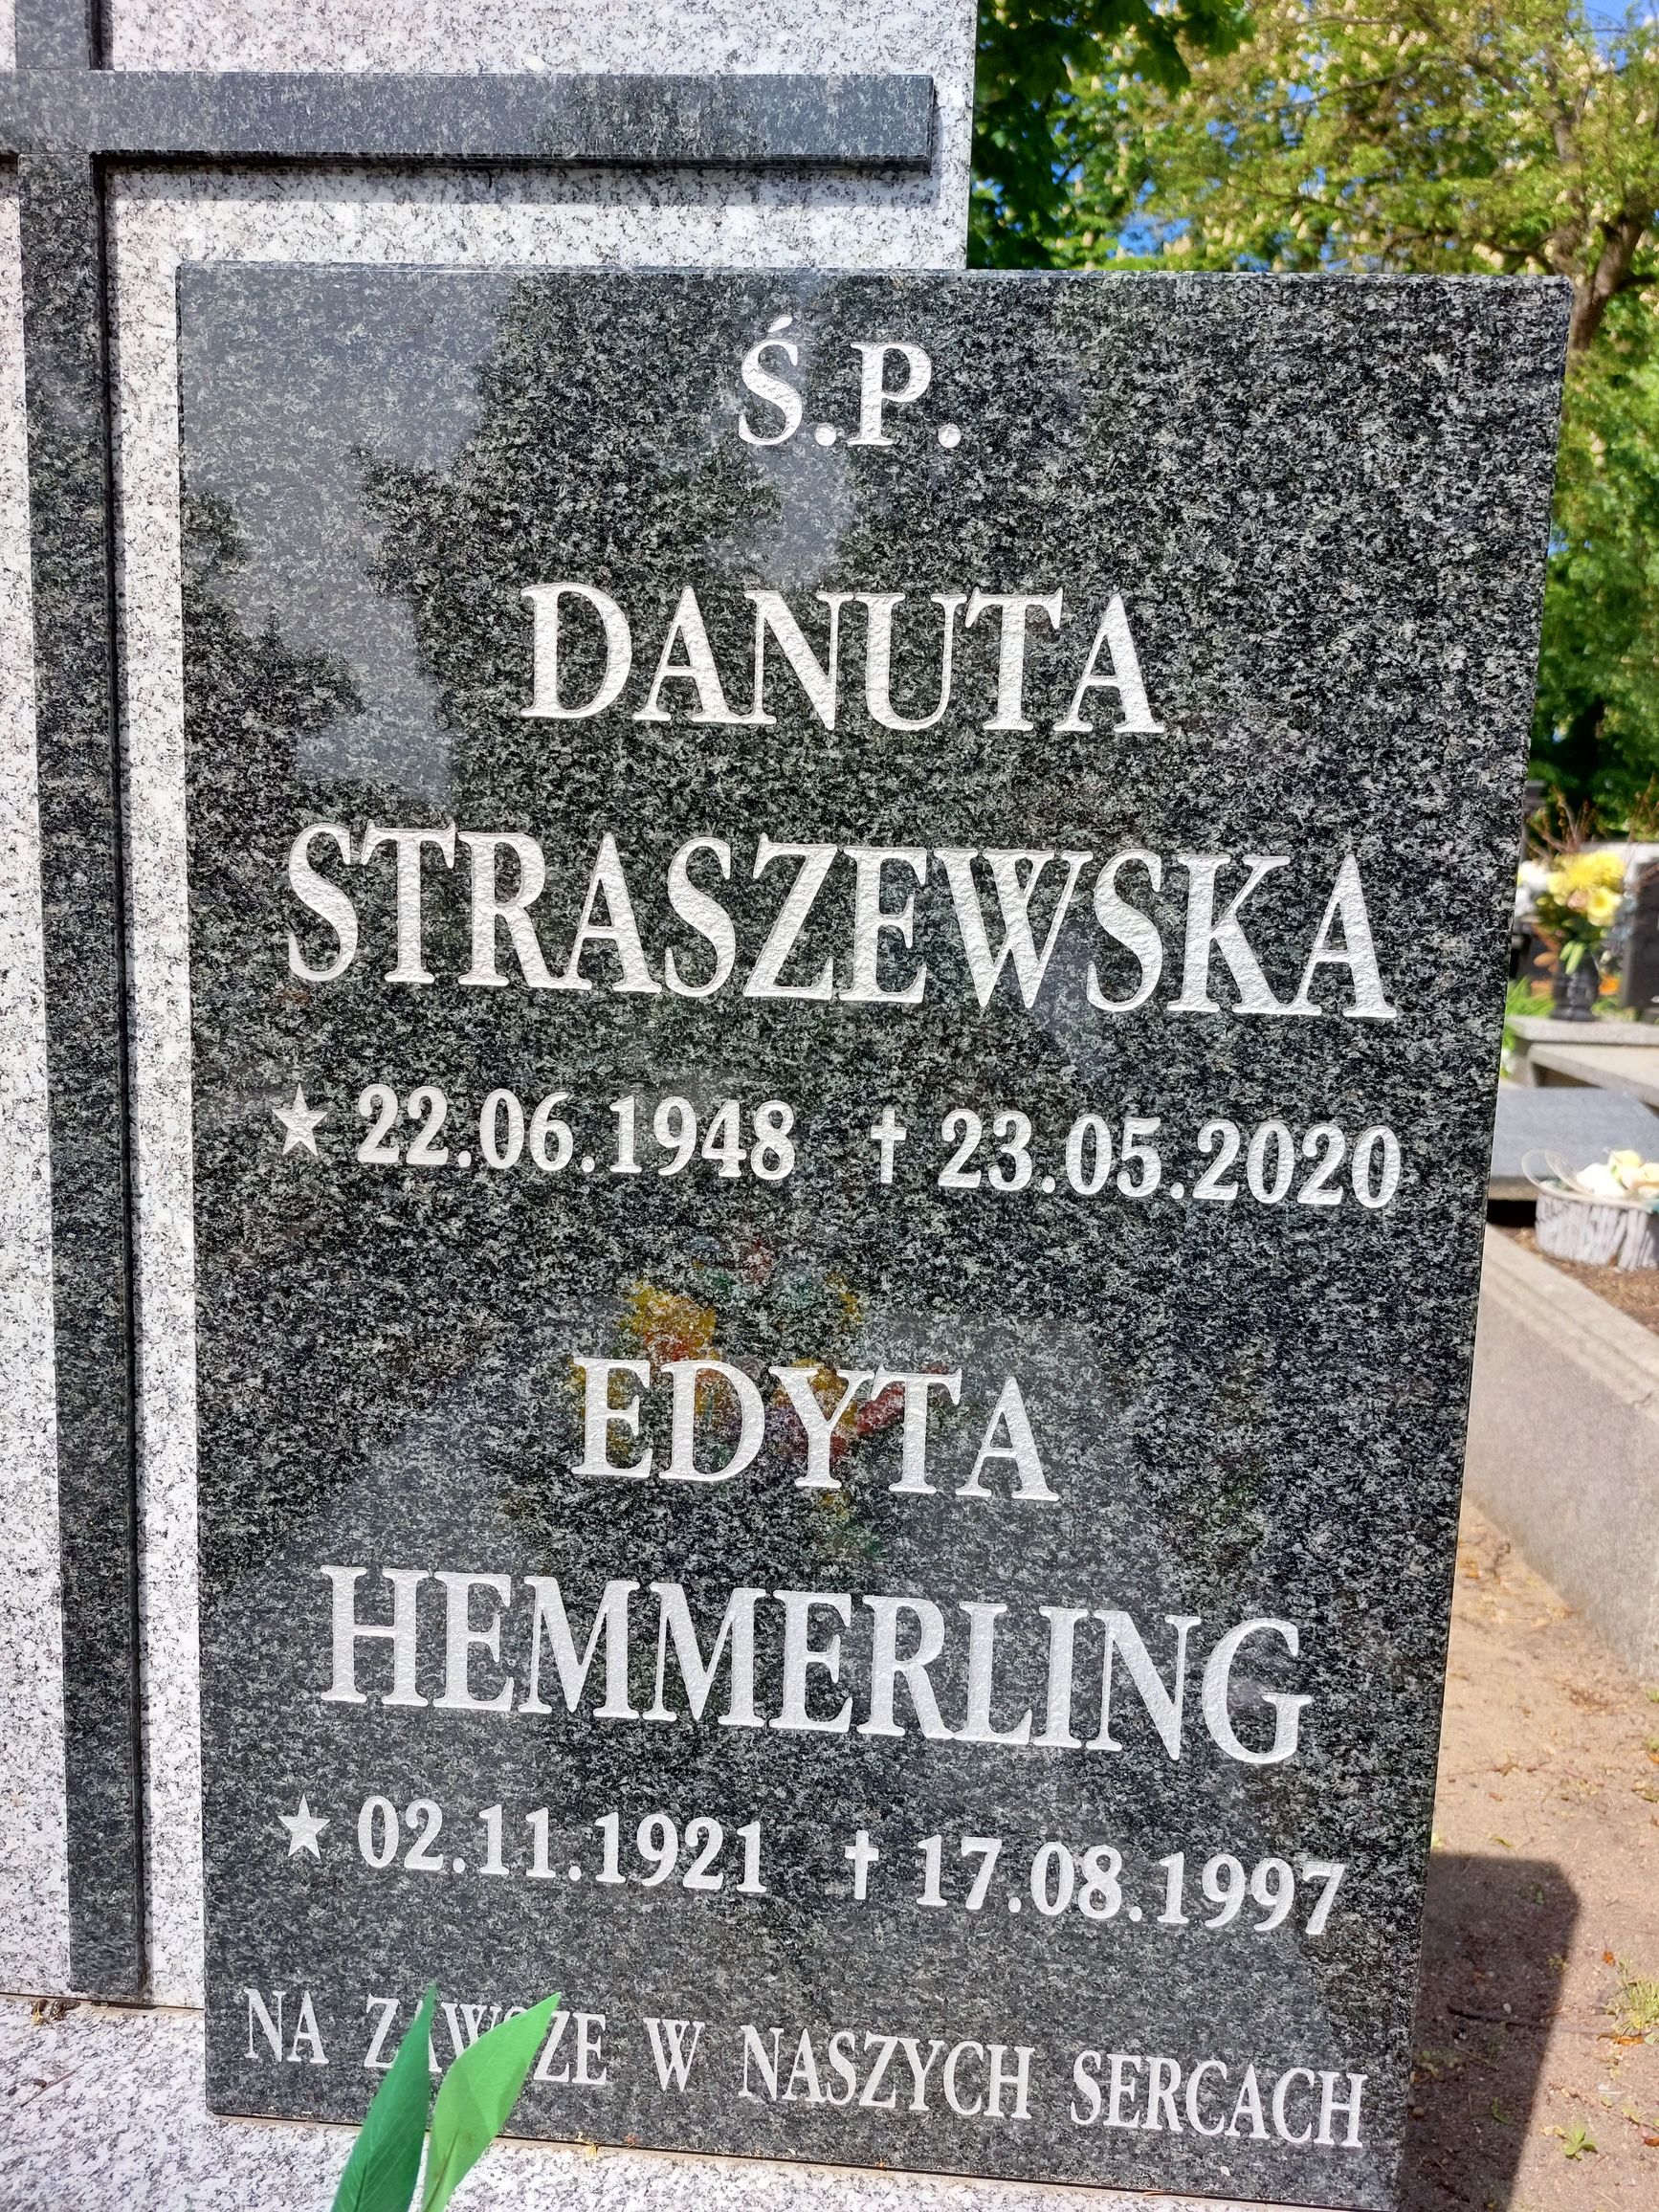 Ś.P.
DANUTA
STRASZEWSKA
★ 22.06.1948 ✝ 23.05.2020
EDYTA
HEMMERLING
★ 02.11.1921 ✝ 17.08.1997
NA ZAWSZE W NASZYCH SERCACH